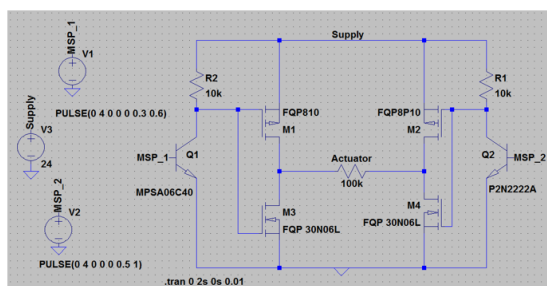 MSP_1
V1
PULSE(0 4 0 0 0 0.3 0.6)
Supply
V3
24
MSP_2
V2
PULSE(0 4 0 0 0 0.5 1)
.tran 0 2s 0s 0.01
Supply
R2
10k
R1
10k
FQP810
M1
FQP8P10
M2
MSP_1
Q1
MPSA06C40
Actuator
100k
Q2
MSP_2
P2N2222A
M3
FQP 30N06L
M4
FQP 30N06L